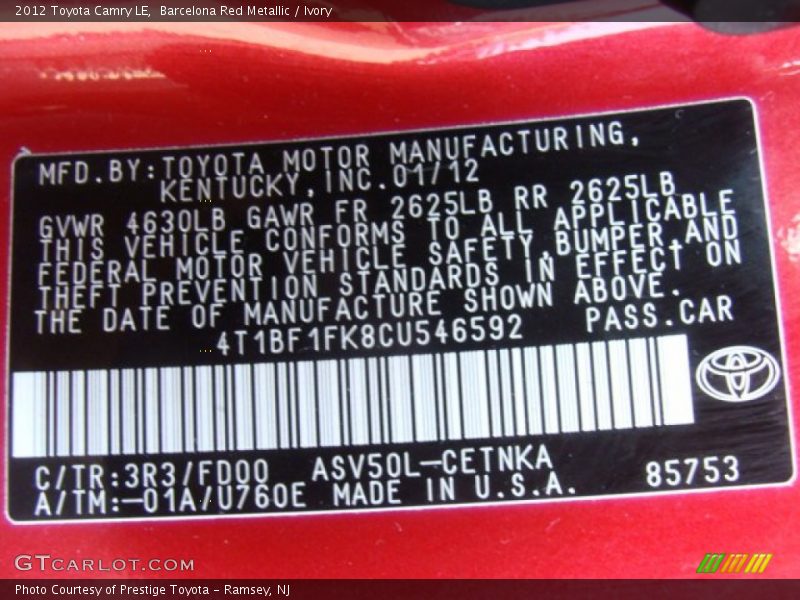 2012 Toyota Camry LE,  Barcelona Red Metallic / Ivory
MFD.BY:TOYOTA MOTOR MANUFACTURING,
KENTUCKY,INC.01/12
GVWR 4630LB GAWR FR 2625LB RR 2625LB
THIS VEHICLE CONFORMS TO ALL APPLICABLE
FEDERAL MOTOR VEHICLE SAFETY,BUMPER,AND
THEFT PREVENTION STANDARDS IN EFFECT ON
THE DATE OF MANUFACTURE SHOWN ABOVE.
4T1BF1FK8CU546592 PASS.CAR
C/TR:3R3/FD00 ASV50L-CETNKA
A/TM:-01A/U760E MADE IN U.S.A. 85753
GTCARLOT.COM
Photo Courtesy of Prestige Toyota - Ramsey, NJ